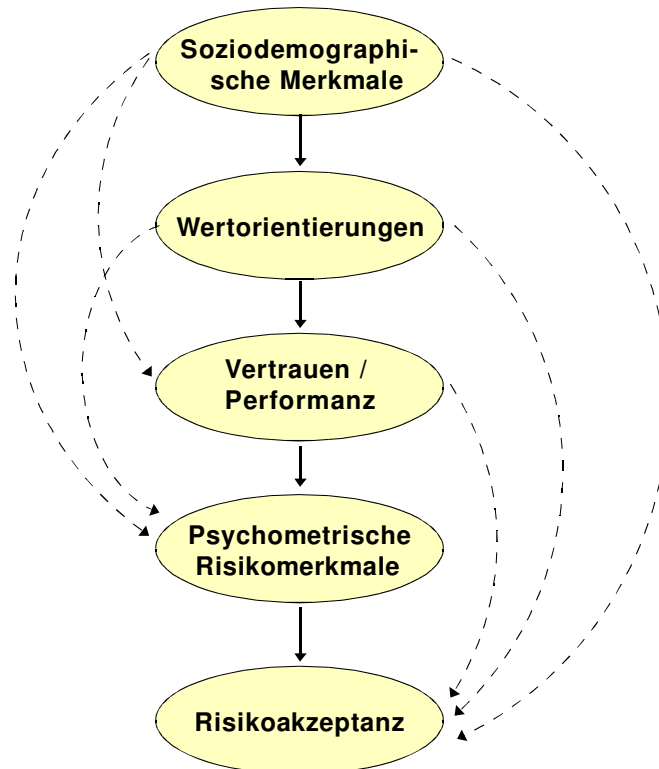 Soziodemographi-
sche Merkmale
Wertorientierungen
Vertrauen /
Performanz
Psychometrische
Risikomerkmale
Risikoakzeptanz